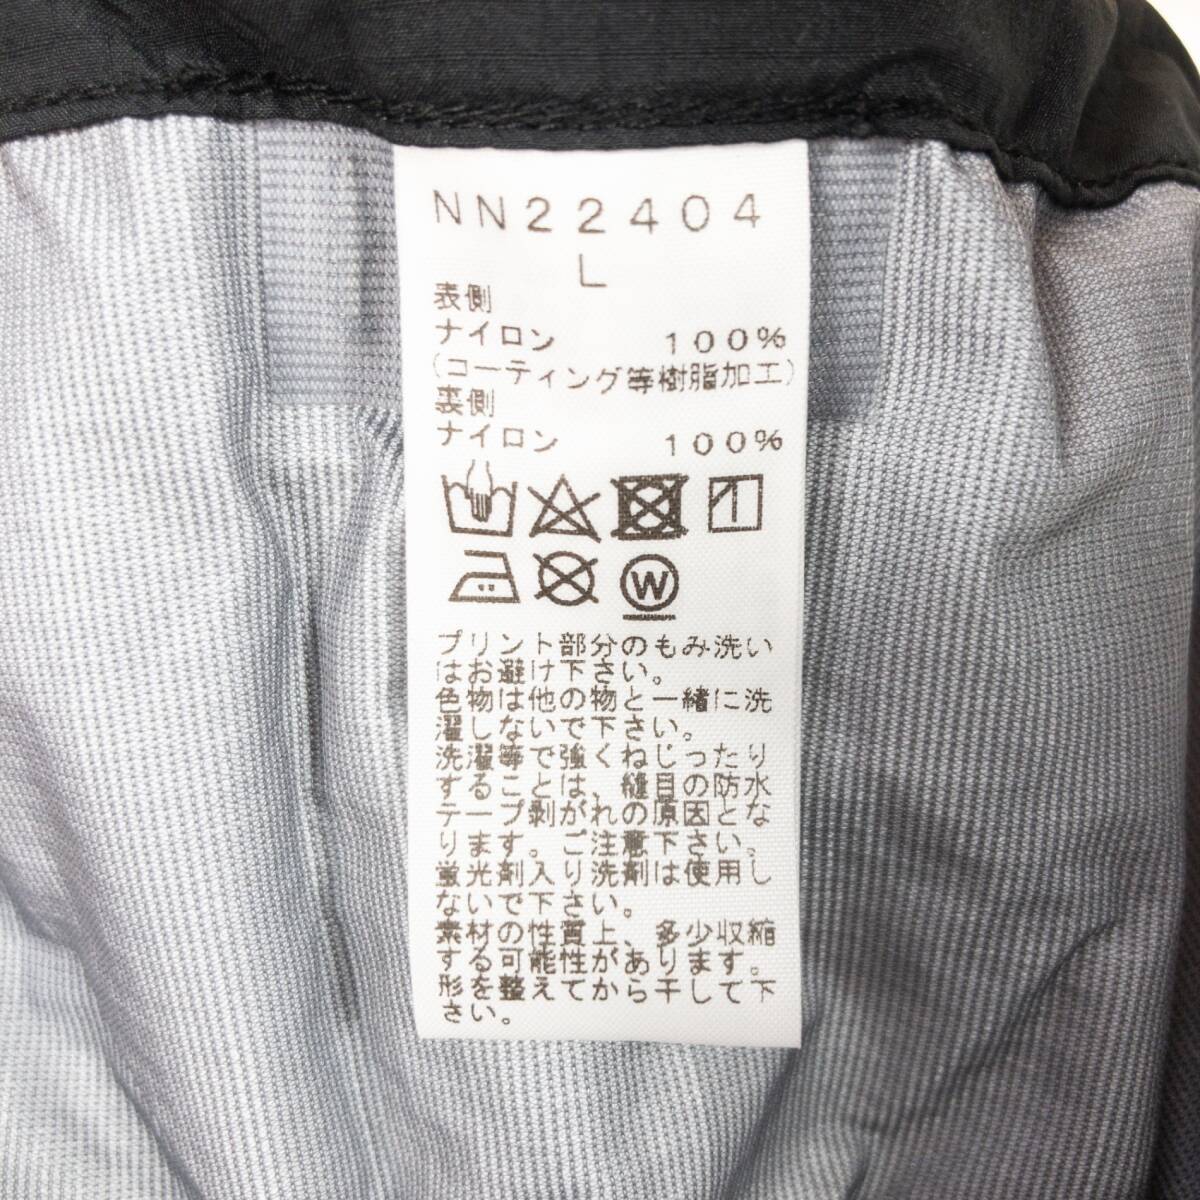 NN22404
L
表側
ナイロン 100%
(コーティング等樹脂加工)
裏側
ナイロン 100%
W
プリント部分のもみ洗い
はお避け下さい。
色物は他の物と一緒に洗
濯しないで下さい。
洗濯等で強くねじったり
することは、縫目の防水
テープ剥がれの原因とな
ります。ご注意下さい。
蛍光剤入り洗剤は使用し
ないで下さい。
素材の性質上、多少収縮
する可能性があります。
形を整えてから干して下
さい。